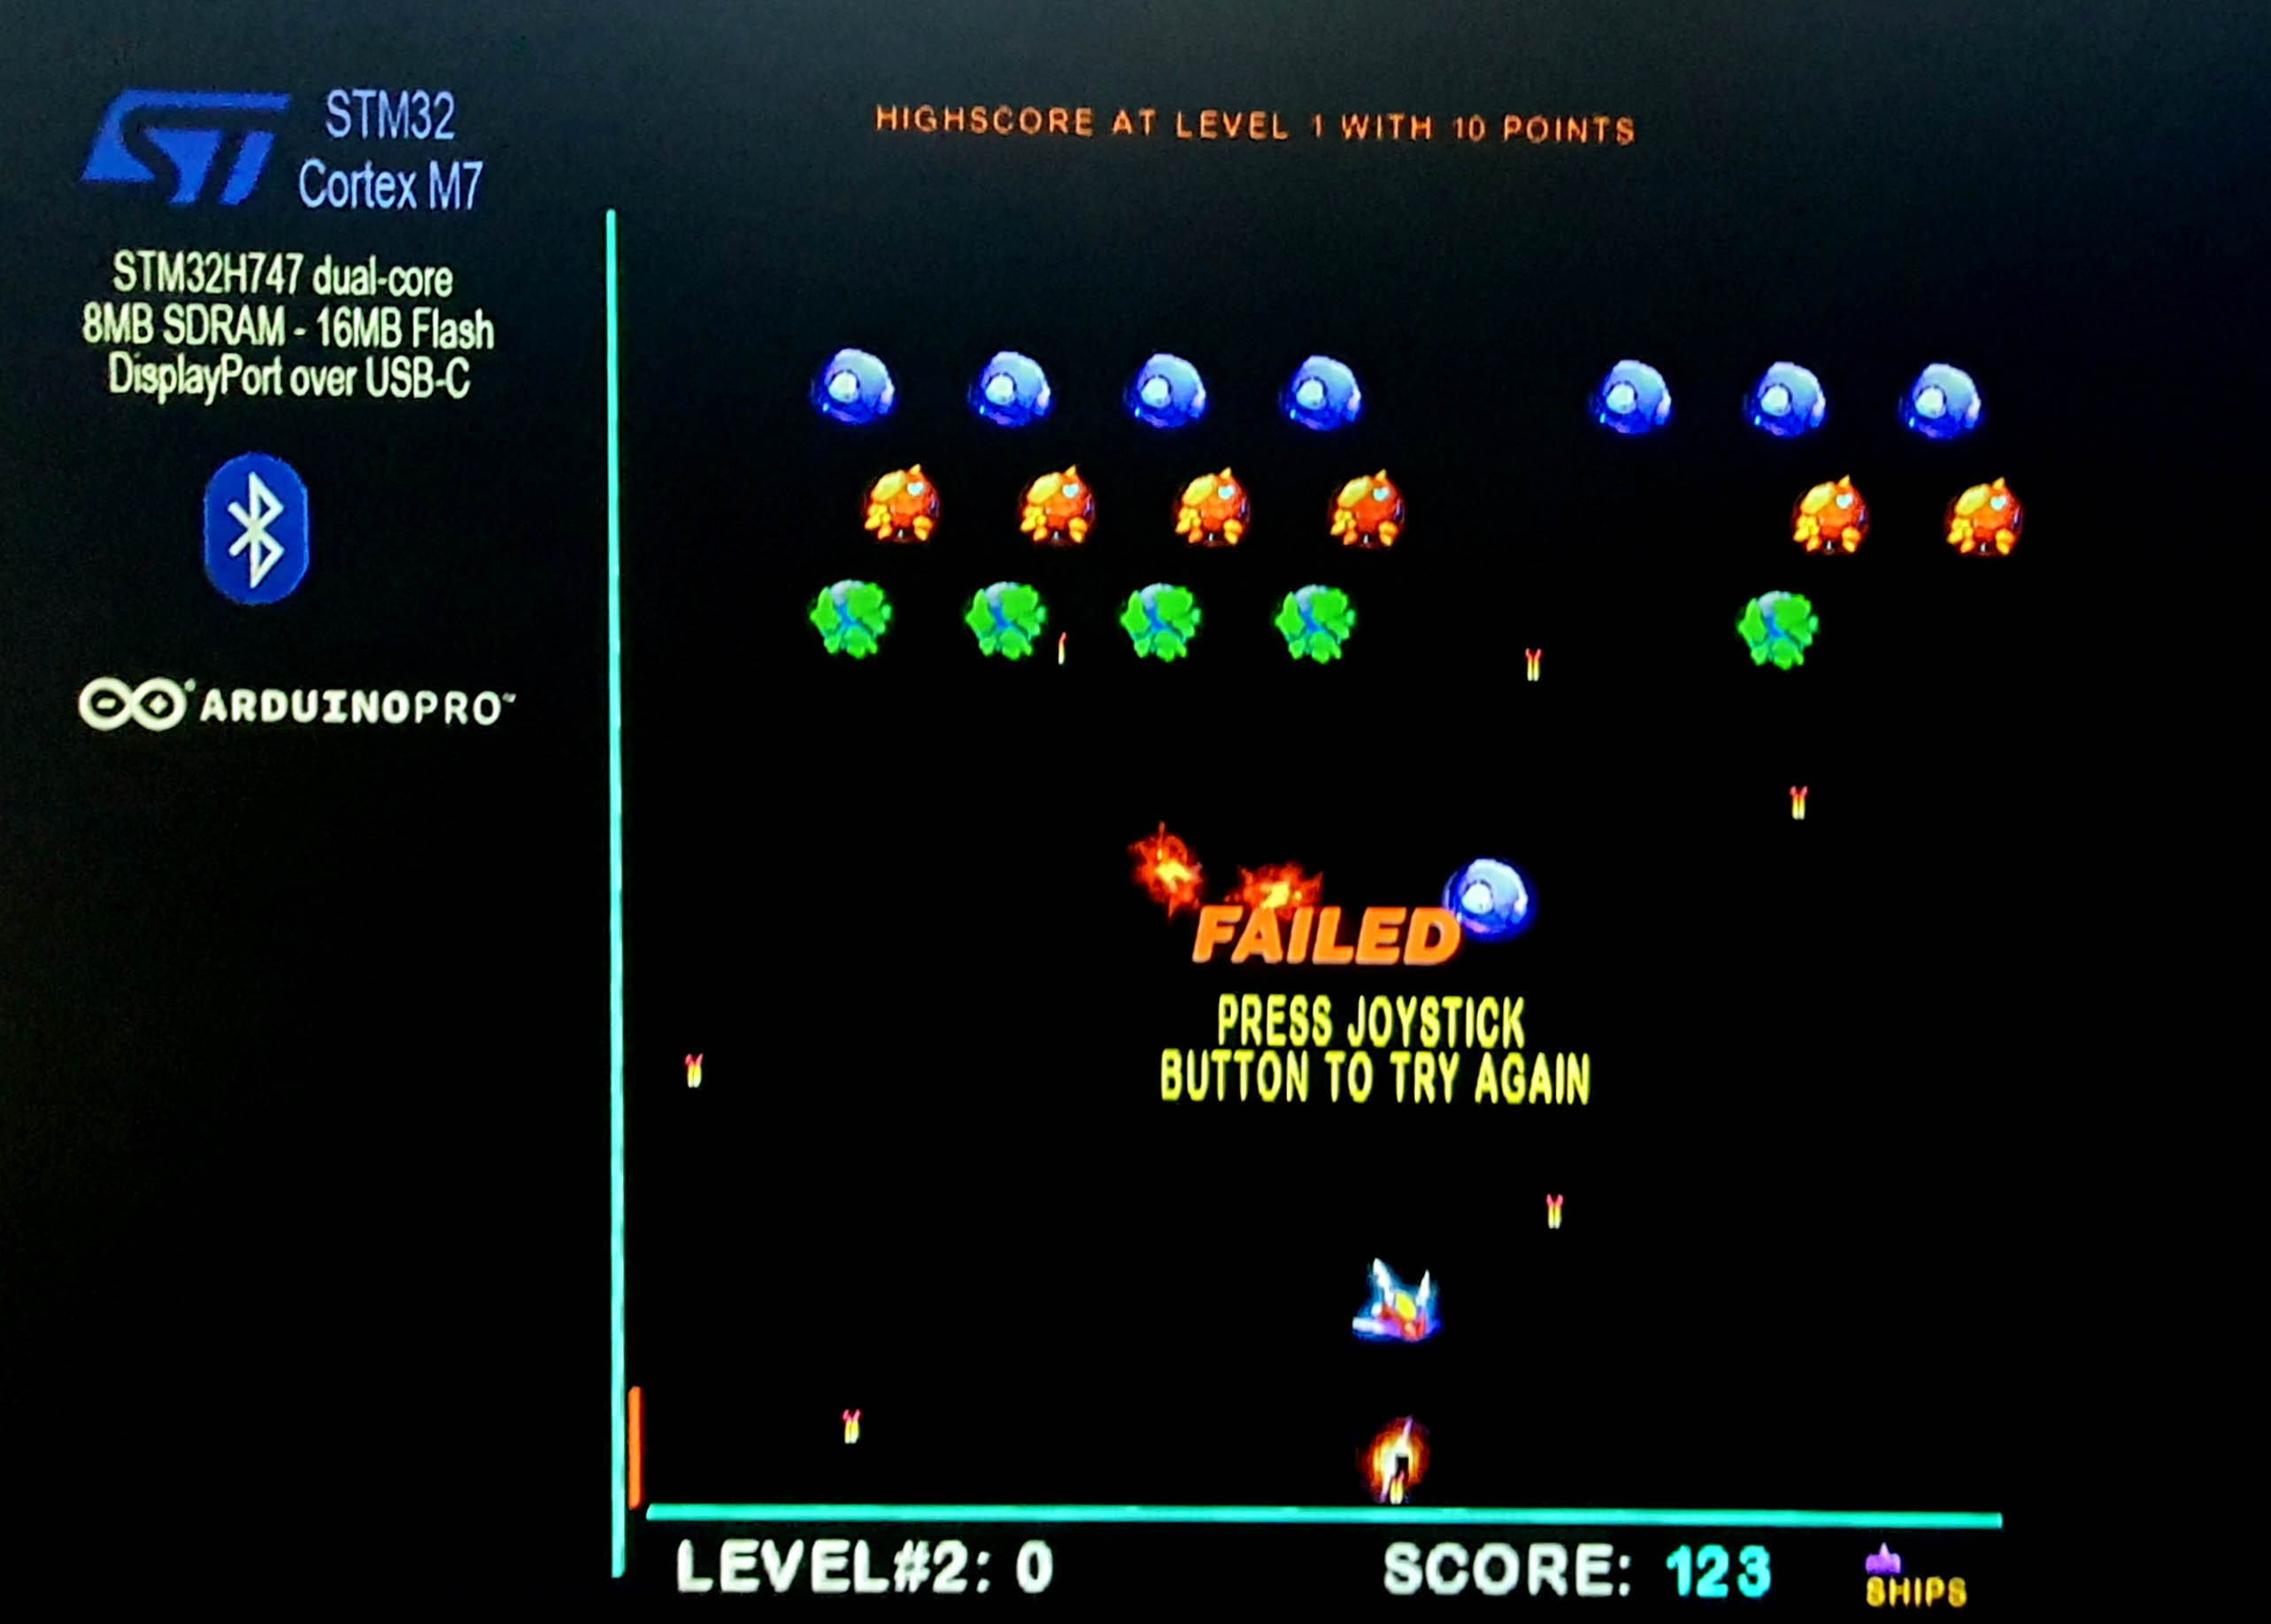 STM32
Cortex M7
STM32H747 dual-core
8MB SDRAM - 16MB Flash
DisplayPort over USB-C
ARDUINOPRO™
HIGHSCORE AT LEVEL 1 WITH 10 POINTS
FAILED
PRESS JOYSTICK
BUTTON TO TRY AGAIN
LEVEL#2: 0
SCORE: 123
SHIPS